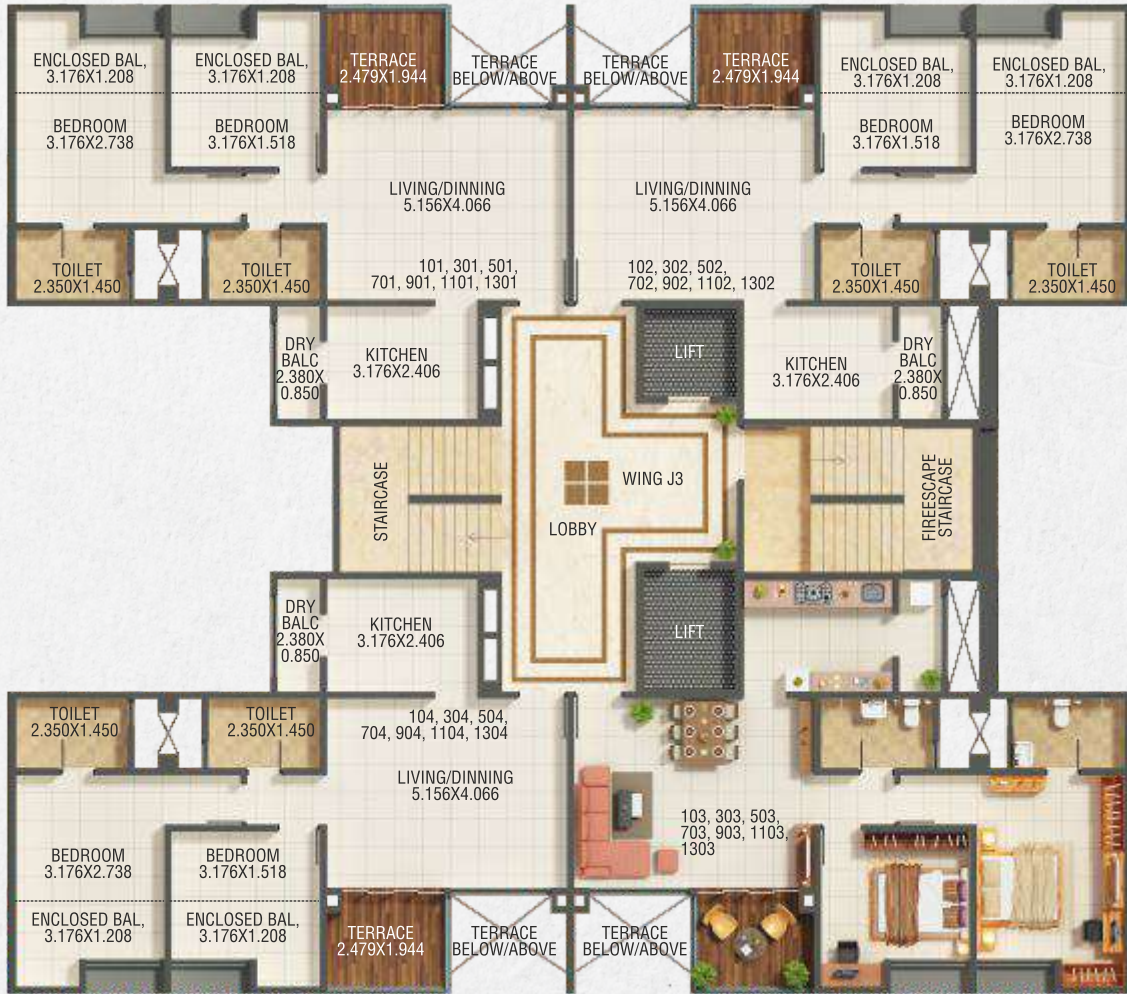 ENCLOSED BAL,
3.176X1.208
ENCLOSED BAL,
3.176X1.208
TERRACE
2.479X1.944
TERRACE
BELOW/ABOVE
TERRACE
BELOW/ABOVE
TERRACE
2.479X1.944
ENCLOSED BAL,
3.176X1.208
ENCLOSED BAL,
3.176X1.208
BEDROOM
3.176X2.738
BEDROOM
3.176X1.518
BEDROOM
3.176X1.518
BEDROOM
3.176X2.738
LIVING/DINNING
5.156X4.066
LIVING/DINNING
5.156X4.066
TOILET
2.350X1.450
TOILET
2.350X1.450
101, 301, 501,
701, 901, 1101, 1301
102, 302, 502,
702, 902, 1102, 1302
TOILET
2.350X1.450
TOILET
2.350X1.450
DRY
BALC
2.380X
0.850
KITCHEN
3.176X2.406
LIFT
KITCHEN
3.176X2.406
DRY
BALC
2.380X
0.850
STAIRCASE
WING J3
LOBBY
FIREESCAPE
STAIRCASE
DRY
BALC
2.380X
0.850
KITCHEN
3.176X2.406
LIFT
TOILET
2.350X1.450
TOILET
2.350X1.450
104, 304, 504,
704, 904, 1104, 1304
LIVING/DINNING
5.156X4.066
103, 303, 503,
703, 903, 1103,
1303
BEDROOM
3.176X2.738
BEDROOM
3.176X1.518
ENCLOSED BAL,
3.176X1.208
ENCLOSED BAL,
3.176X1.208
TERRACE
2.479X1.944
TERRACE
BELOW/ABOVE
TERRACE
BELOW/ABOVE